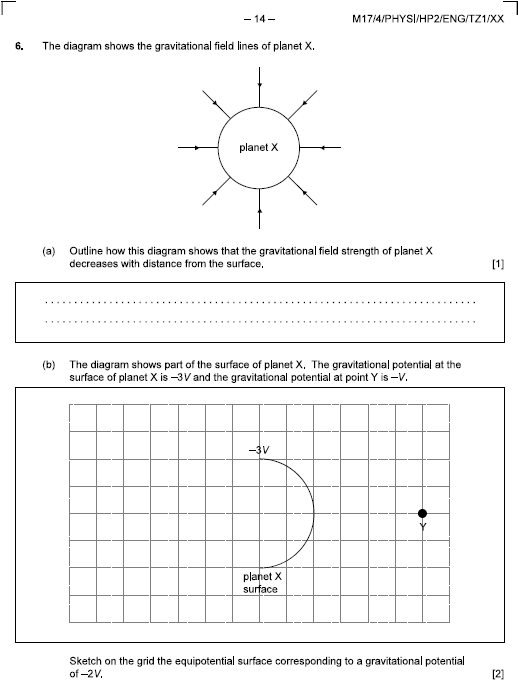 – 14 –
M17/4/PHYSI/HP2/ENG/TZ1/XX
6. The diagram shows the gravitational field lines of planet X.
planet X
(a) Outline how this diagram shows that the gravitational field strength of planet X
decreases with distance from the surface.
[1]
(b) The diagram shows part of the surface of planet X. The gravitational potential at the
surface of planet X is –3V and the gravitational potential at point Y is –V.
–3V
Y
planet X
surface
Sketch on the grid the equipotential surface corresponding to a gravitational potential
of –2V.
[2]